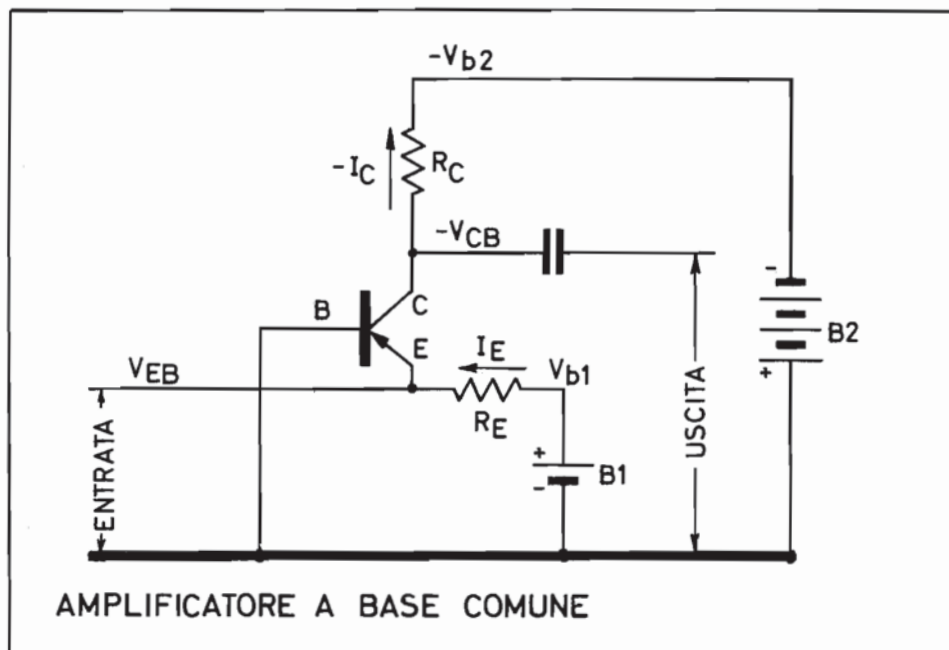 -Vb2
-IC
RC
-VCB
B
C
E
VEB
IE
Vb1
RE
+
-
B1
-
+
B2
ENTRATA
USCITA
AMPLIFICATORE A BASE COMUNE